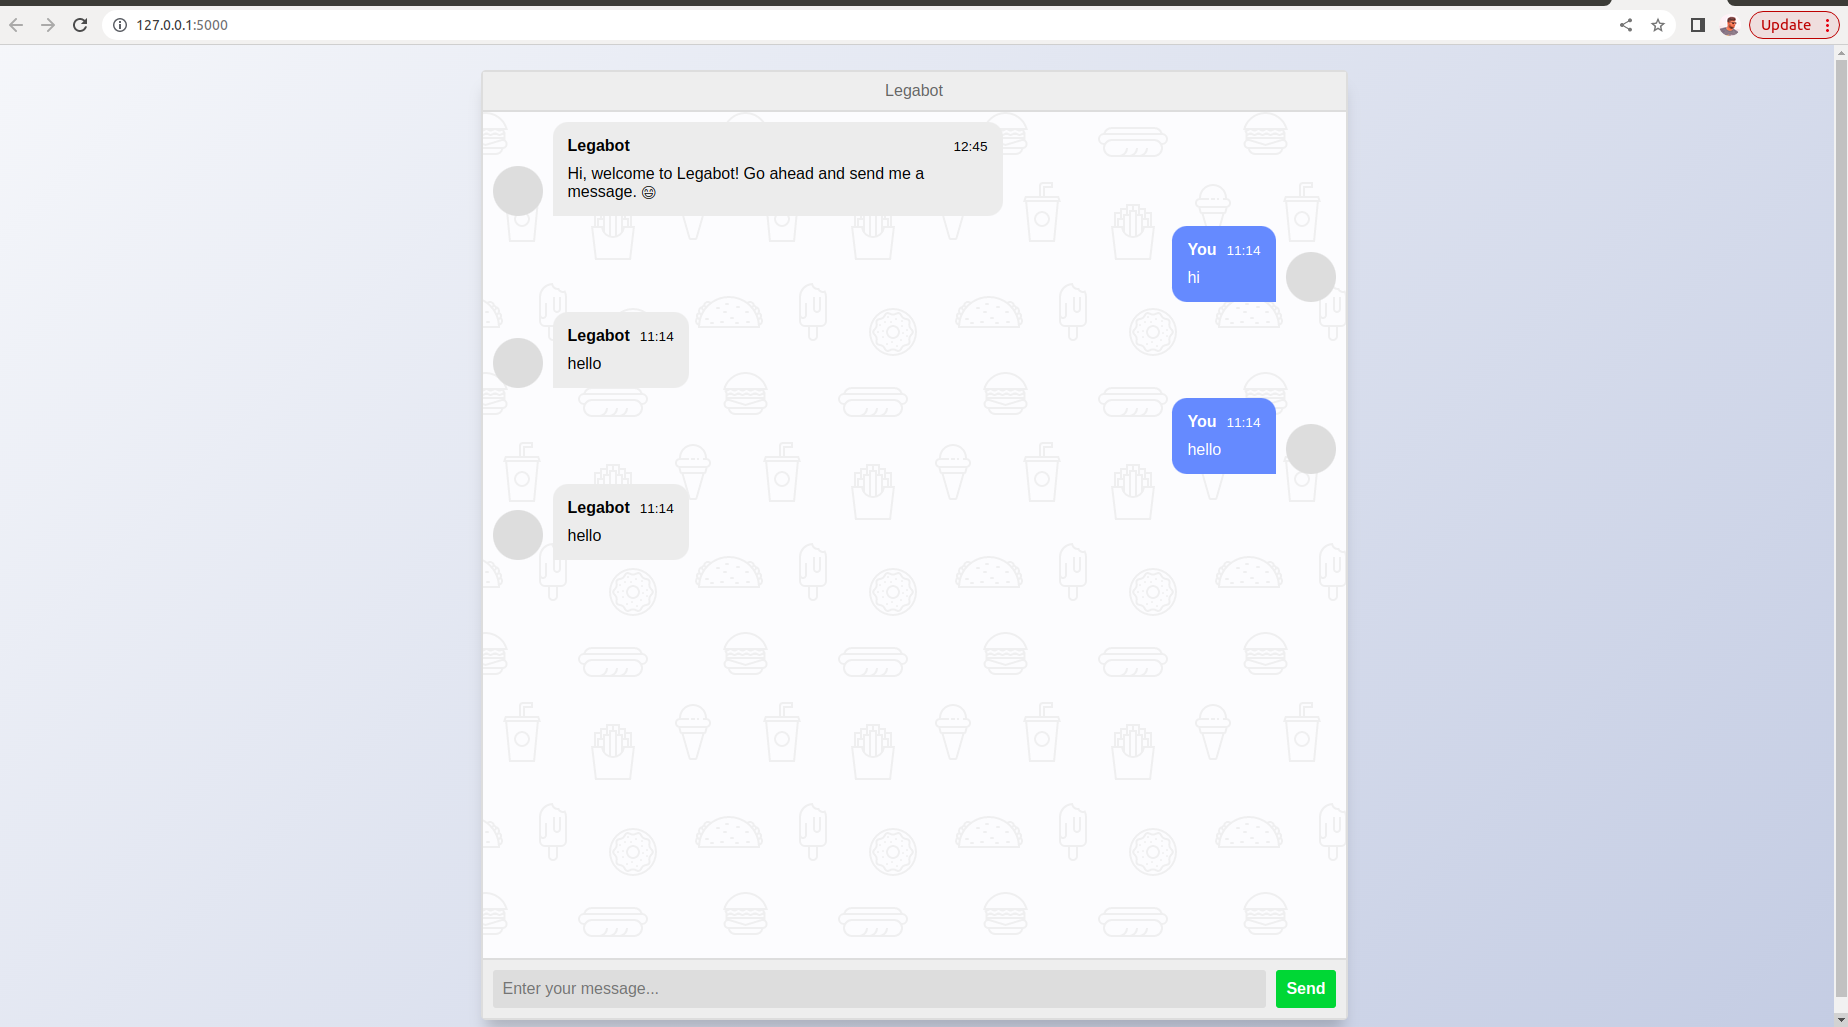 127.0.0.1:5000
Update
Legabot
Legabot 12:45
Hi, welcome to Legabot! Go ahead and send me a
message. 😄
You 11:14
hi
Legabot 11:14
hello
You 11:14
hello
Legabot 11:14
hello
Enter your message...
Send